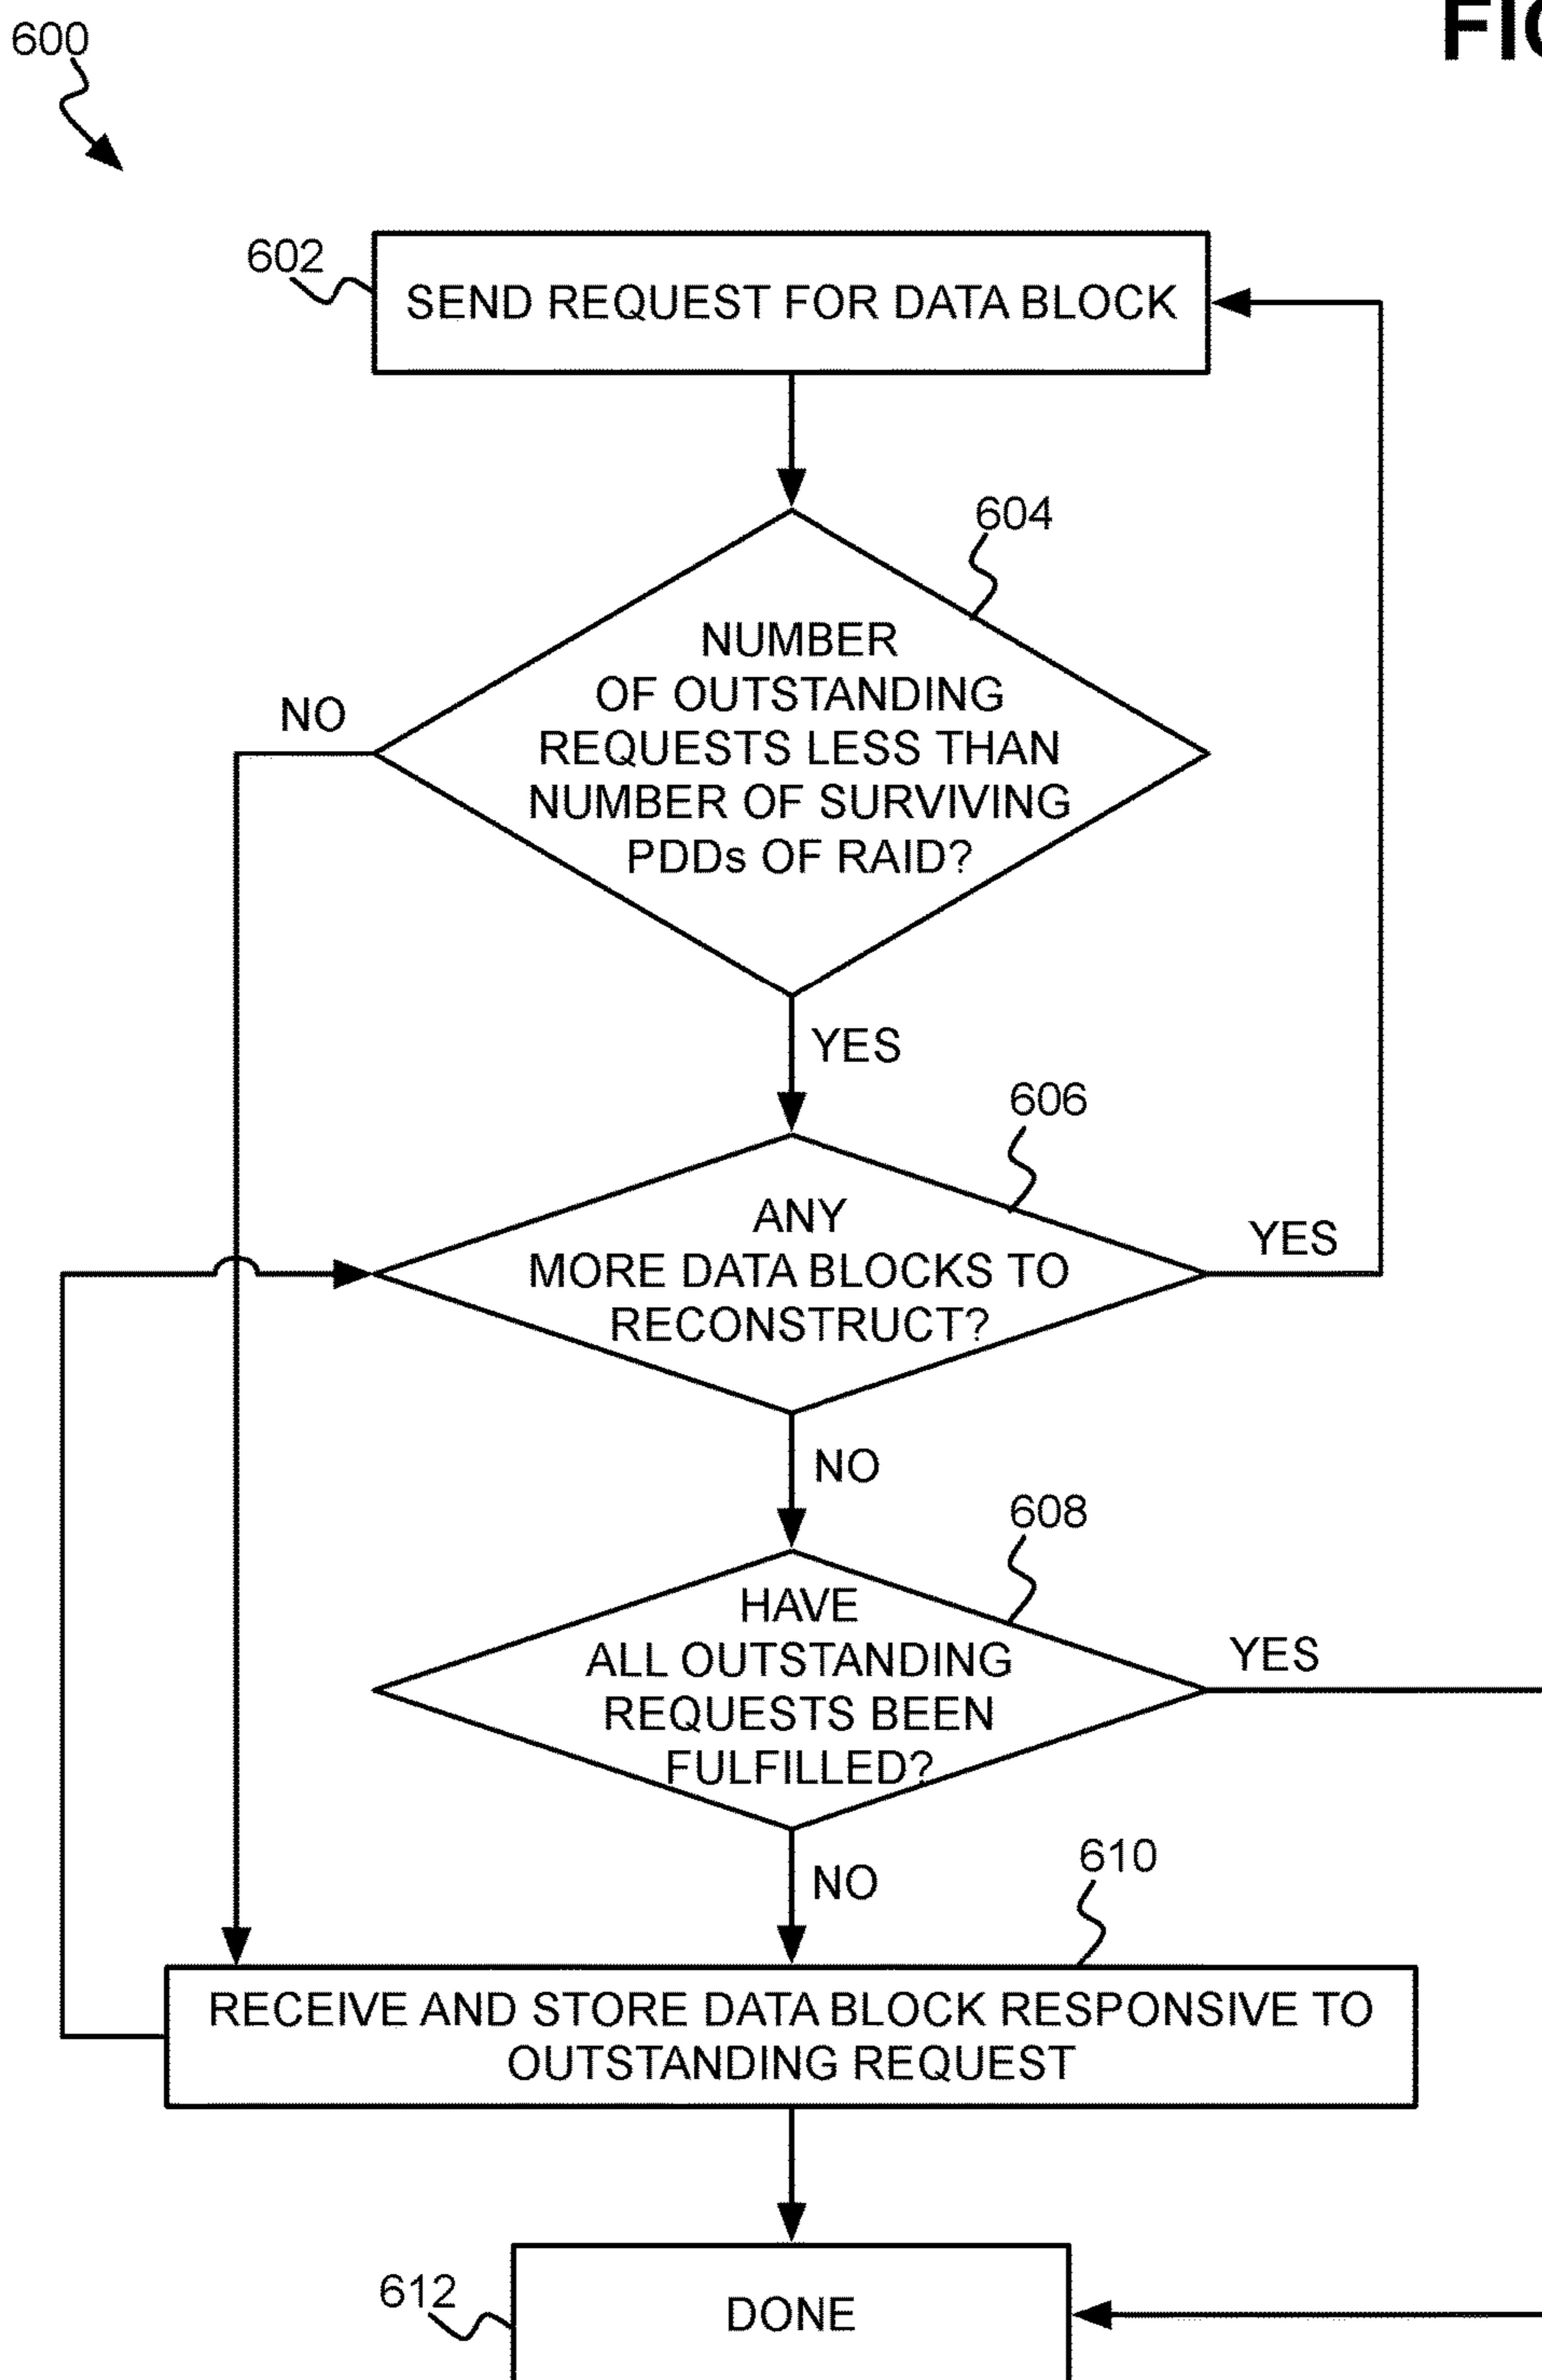 600
FIG
602
SEND REQUEST FOR DATA BLOCK
604
NUMBER
OF OUTSTANDING
REQUESTS LESS THAN
NUMBER OF SURVIVING
PDDs OF RAID?
NO
YES
606
ANY
MORE DATA BLOCKS TO
RECONSTRUCT?
YES
NO
608
HAVE
ALL OUTSTANDING
REQUESTS BEEN
FULFILLED?
YES
NO
610
RECEIVE AND STORE DATA BLOCK RESPONSIVE TO
OUTSTANDING REQUEST
612
DONE